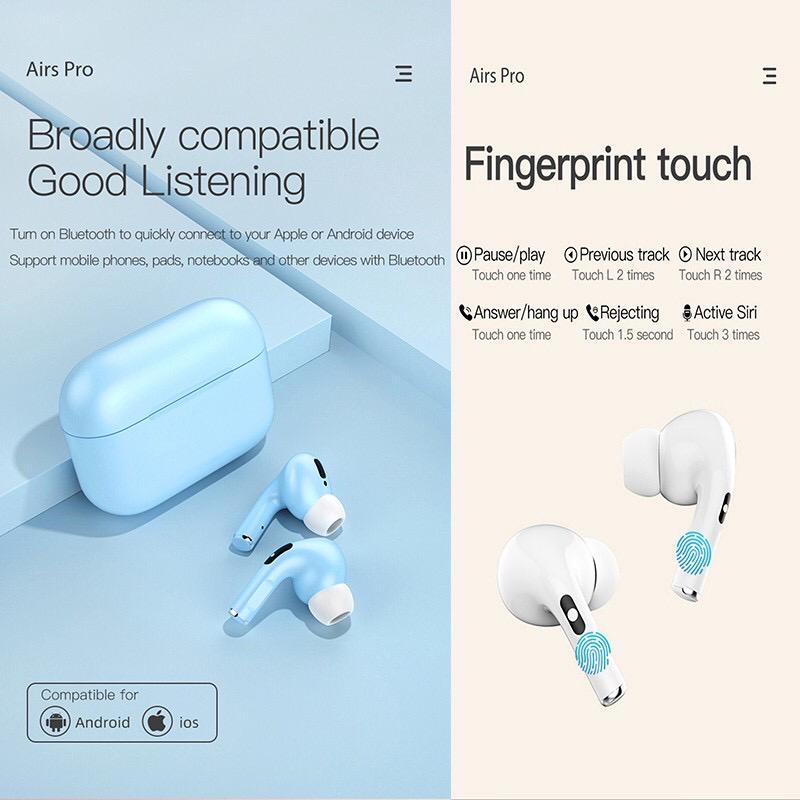 Airs Pro
Broadly compatible
Good Listening
Turn on Bluetooth to quickly connect to your Apple or Android device
Support mobile phones, pads, notebooks and other devices with Bluetooth
Compatible for
Android ios
Airs Pro
Fingerprint touch
Pause/play Previous track Next track
Touch one time Touch L 2 times Touch R 2 times
Answer/hang up Rejecting Active Siri
Touch one time Touch 1.5 second Touch 3 times